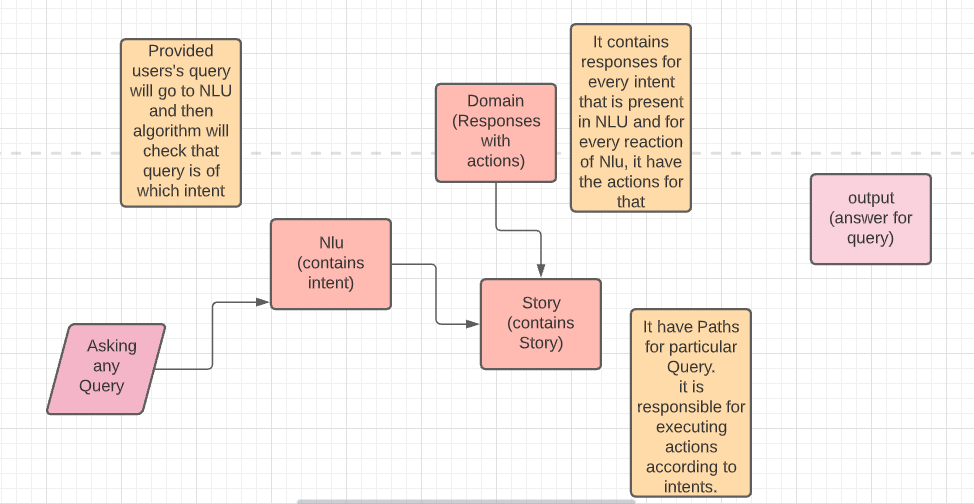 Provided
users's query
will go to NLU
and then
algorithm will
check that
query is of
which intent
Domain
(Responses
with
actions)
It contains
responses for
every intent
that is present
in NLU and for
every reaction
of Nlu, it have
the actions for
that
output
(answer for
query)
Nlu
(contains
intent)
Story
(contains
Story)
Asking
any
Query
It have Paths
for particular
Query.
it is
responsible for
executing
actions
according to
intents.